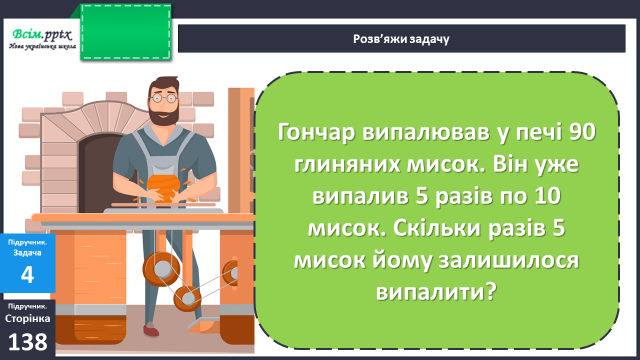 Всім.pptx
Нова українська школа
Розв’яжи задачу
Гончар випалював у печі 90
глиняних мисок. Він уже
випалив 5 разів по 10
мисок. Скільки разів 5
мисок йому залишилося
випалити?
Підручник.
Задача
4
Підручник.
Сторінка
138